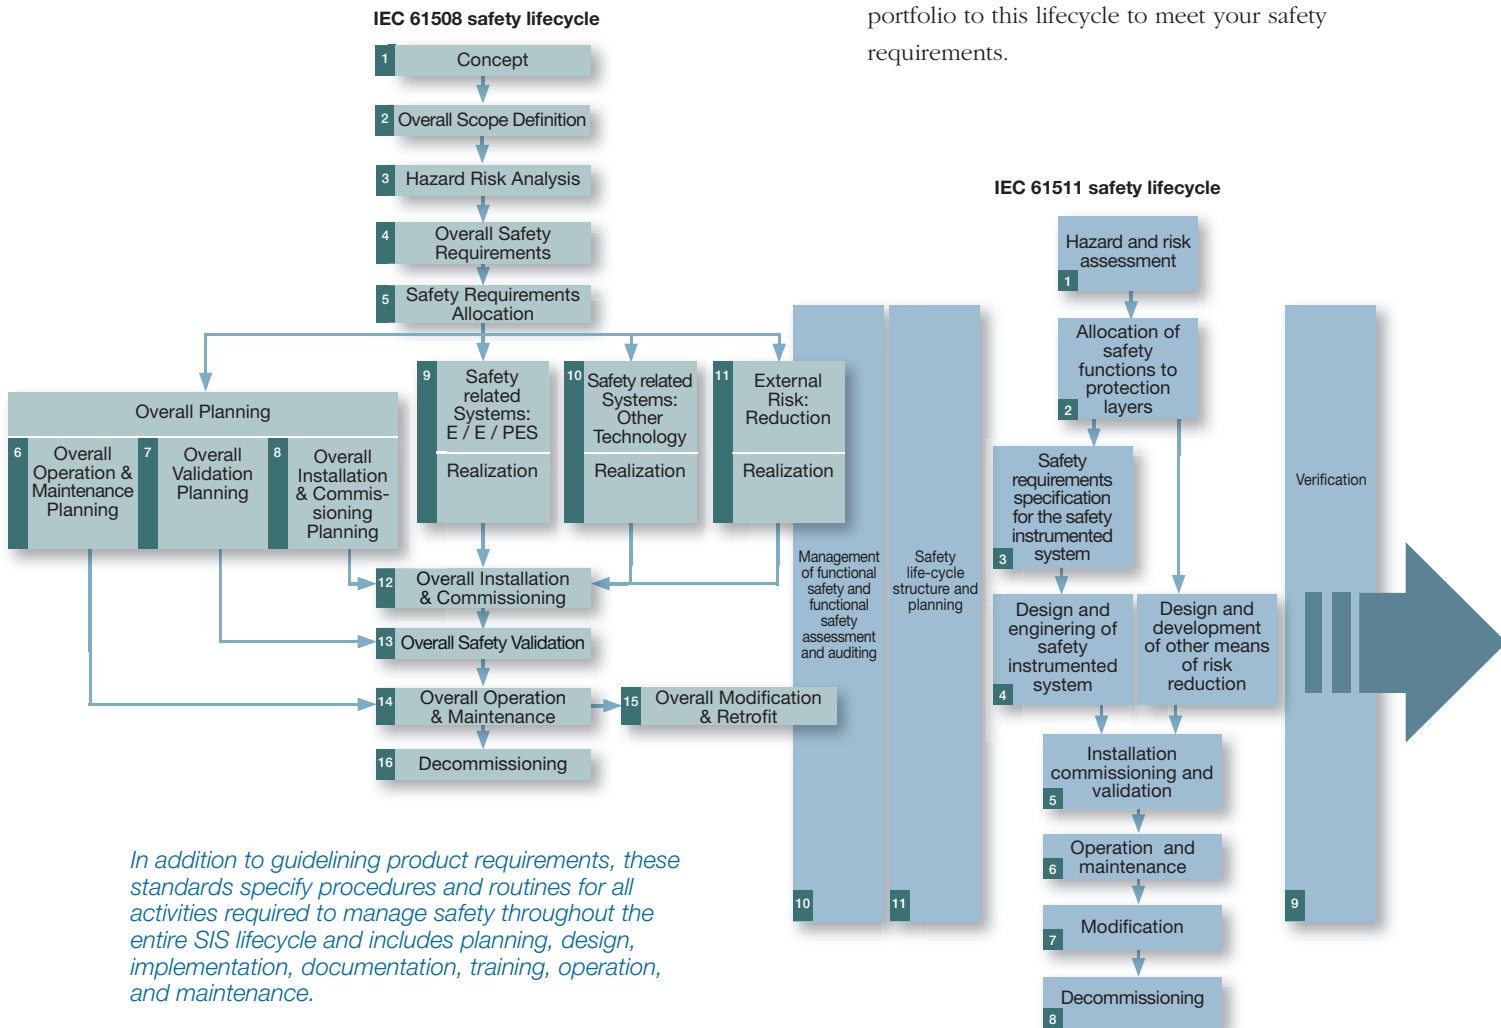 IEC 61508 safety lifecycle
portfolio to this lifecycle to meet your safety
requirements.
1
Concept
2
Overall Scope Definition
3
Hazard Risk Analysis
4
Overall Safety
Requirements
5
Safety Requirements
Allocation
Overall Planning
6
Overall
Operation &
Maintenance
Planning
7
Overall
Validation
Planning
8
Overall
Installation
& Commis-
sioning
Planning
9
Safety
related
Systems:
E / E / PES
Realization
10
Safety related
Systems:
Other
Technology
Realization
11
External
Risk:
Reduction
Realization
12
Overall Installation
& Commissioning
13
Overall Safety Validation
14
Overall Operation
& Maintenance
15
Overall Modification
& Retrofit
16
Decommissioning
In addition to guidelining product requirements, these
standards specify procedures and routines for all
activities required to manage safety throughout the
entire SIS lifecycle and includes planning, design,
implementation, documentation, training, operation,
and maintenance.
IEC 61511 safety lifecycle
Management
of functional
safety and
functional
safety
assessment
and auditing
10
Safety
life-cycle
structure and
planning
11
Hazard and risk
assessment
1
Allocation of
safety
functions to
protection
layers
2
Safety
requirements
specification
for the safety
instrumented
system
3
Design and
enginering of
safety
instrumented
system
4
Design and
development
of other means
of risk
reduction
Installation
commissioning and
validation
5
Operation and
maintenance
6
Modification
7
Decommissioning
8
Verification
9